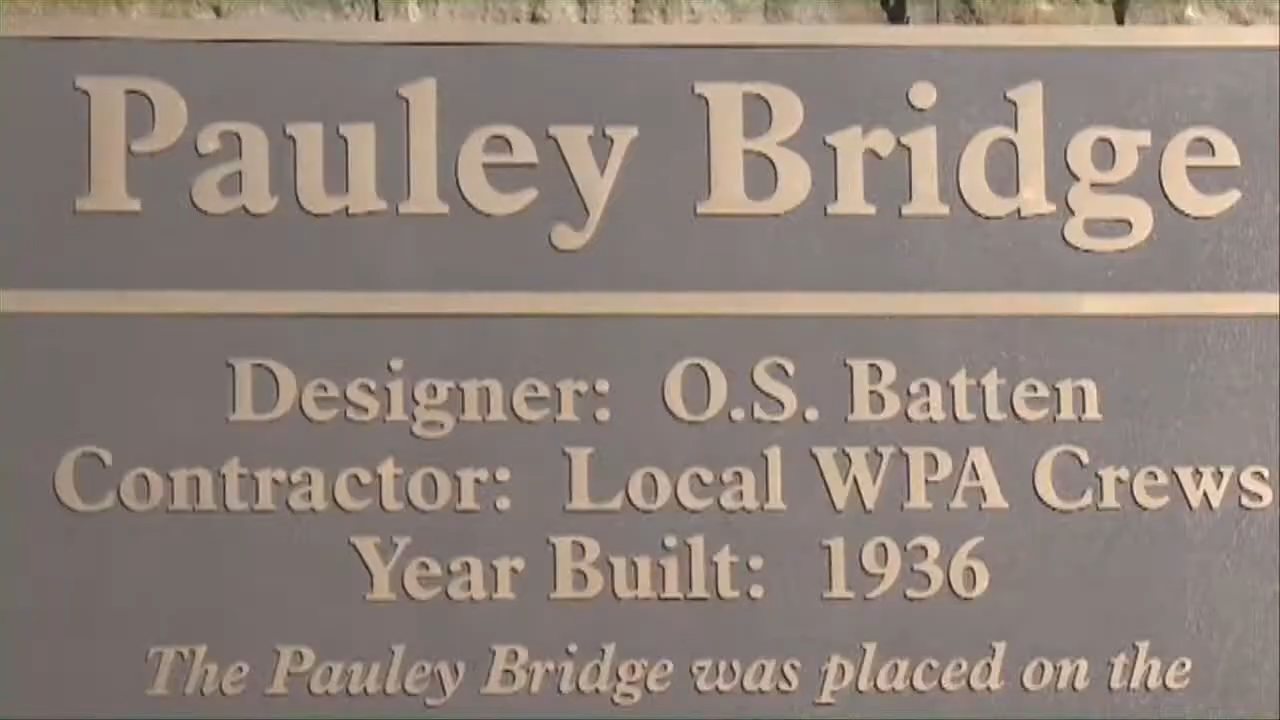 Pauley Bridge
Designer: O.S. Batten
Contractor: Local WPA Crews
Year Built: 1936
The Pauley Bridge was placed on the